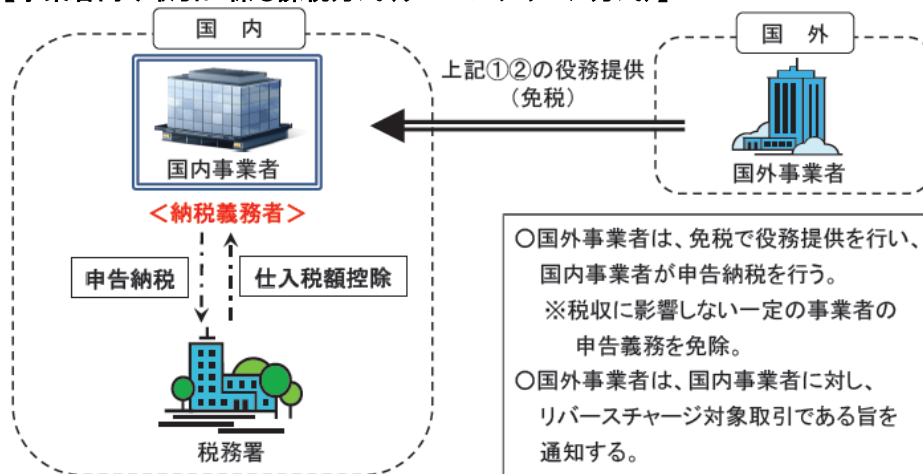 国 内
国 外
上記①②の役務提供
（免税）
国内事業者
国外事業者
＜納税義務者＞
申告納税
仕入税額控除
税務署
○国外事業者は、免税で役務提供を行い、
国内事業者が申告納税を行う。
※税収に影響しない一定の事業者の
申告義務を免除。
○国外事業者は、国内事業者に対し、
リバースチャージ対象取引である旨を
通知する。